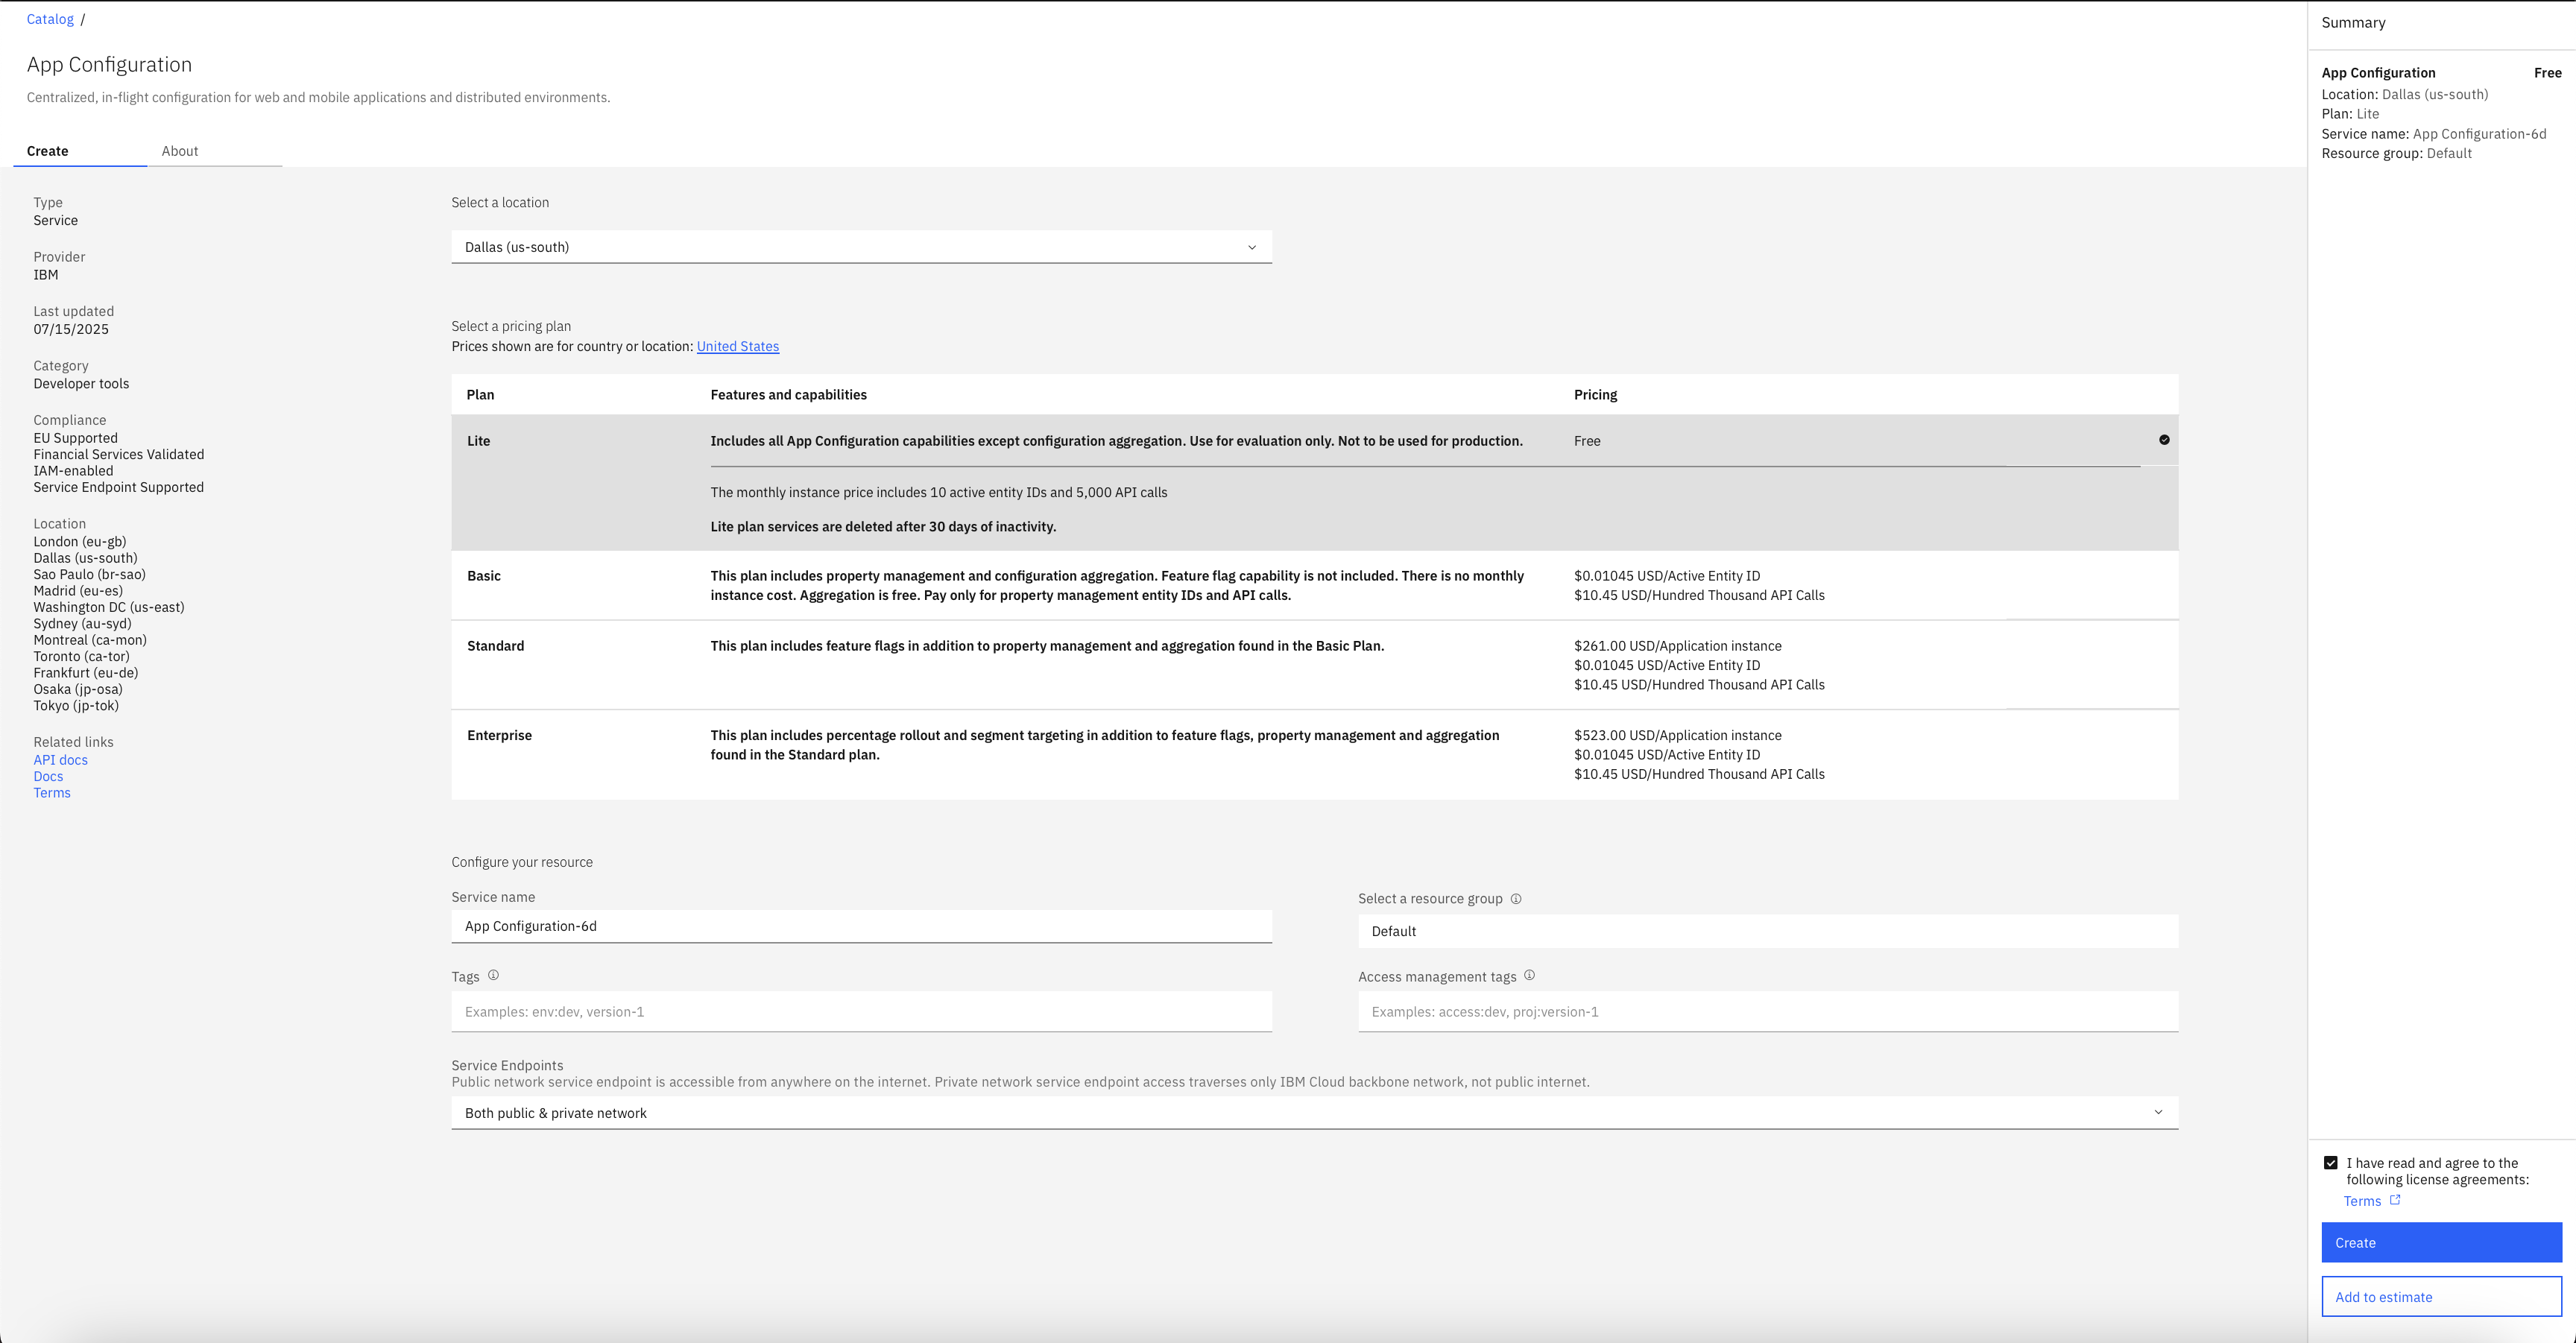 Catalog /
App Configuration
Centralized, in-flight configuration for web and mobile applications and distributed environments.
Create
About
Type
Service
Provider
IBM
Last updated
07/15/2025
Category
Developer tools
Compliance
EU Supported
Financial Services Validated
IAM-enabled
Service Endpoint Supported
Location
London (eu-gb)
Dallas (us-south)
Sao Paulo (br-sao)
Madrid (eu-es)
Washington DC (us-east)
Sydney (au-syd)
Montreal (ca-mon)
Toronto (ca-tor)
Frankfurt (eu-de)
Osaka (jp-osa)
Tokyo (jp-tok)
Related links
API docs
Docs
Terms
Select a location
Dallas (us-south)
Select a pricing plan
Prices shown are for country or location: United States
Plan Features and capabilities Pricing
Lite Includes all App Configuration capabilities except configuration aggregation. Use for evaluation only. Not to be used for production. Free
The monthly instance price includes 10 active entity IDs and 5,000 API calls
Lite plan services are deleted after 30 days of inactivity.
Basic This plan includes property management and configuration aggregation. Feature flag capability is not included. There is no monthly $0.01045 USD/Active Entity ID
instance cost. Aggregation is free. Pay only for property management entity IDs and API calls. $10.45 USD/Hundred Thousand API Calls
Standard This plan includes feature flags in addition to property management and aggregation found in the Basic Plan. $261.00 USD/Application instance
$0.01045 USD/Active Entity ID
$10.45 USD/Hundred Thousand API Calls
Enterprise This plan includes percentage rollout and segment targeting in addition to feature flags, property management and aggregation $523.00 USD/Application instance
found in the Standard plan. $0.01045 USD/Active Entity ID
$10.45 USD/Hundred Thousand API Calls
Configure your resource
Service name
App Configuration-6d
Select a resource group
Default
Tags
Examples: env:dev, version-1
Access management tags
Examples: access:dev, proj:version-1
Service Endpoints
Public network service endpoint is accessible from anywhere on the internet. Private network service endpoint access traverses only IBM Cloud backbone network, not public internet.
Both public & private network
Summary
App Configuration Free
Location: Dallas (us-south)
Plan: Lite
Service name: App Configuration-6d
Resource group: Default
I have read and agree to the
following license agreements:
Terms
Create
Add to estimate